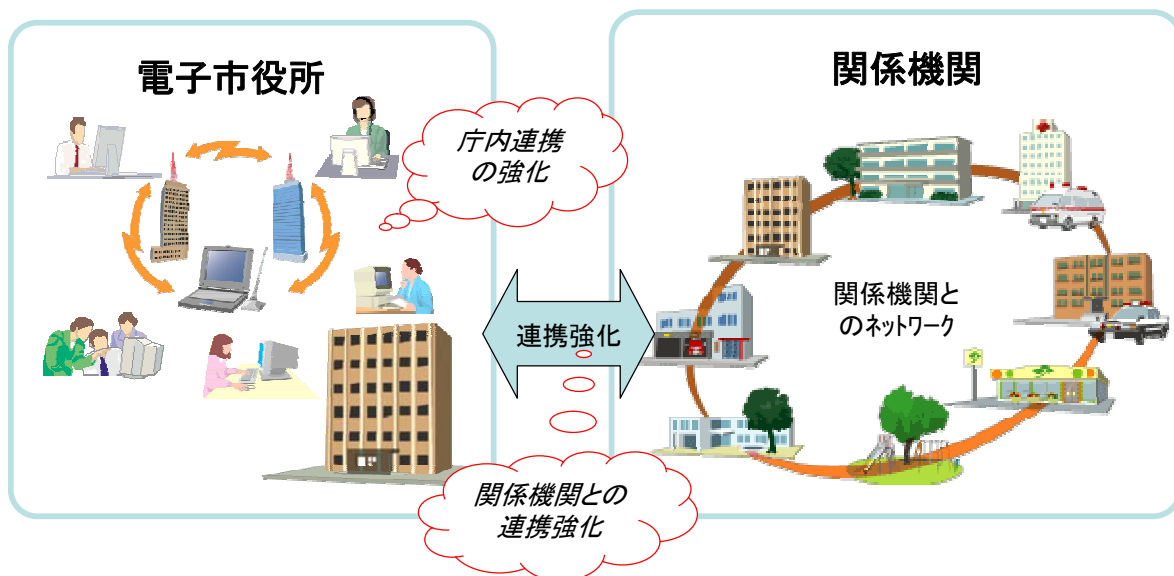 電子市役所
庁内連携
の強化
連携強化
関係機関
関係機関と
のネットワーク
関係機関との
連携強化